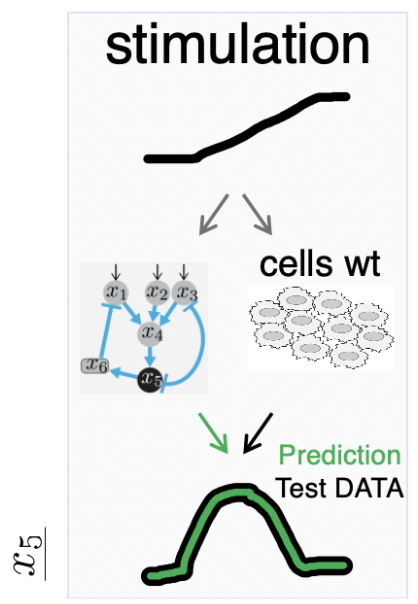 stimulation
cells wt
x1 x2 x3
x4
x6
x5
Prediction
Test DATA
x5